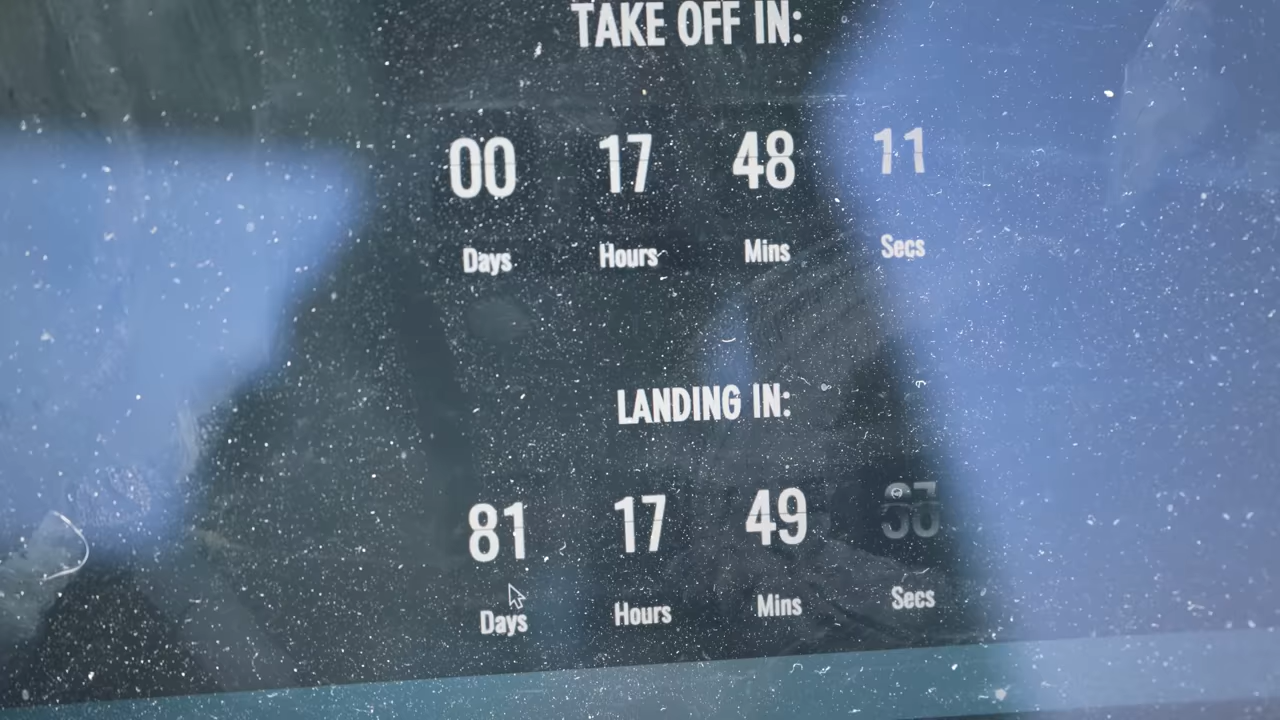 TAKE OFF IN:
00 17 48 11
Days Hours Mins Secs
LANDING IN:
81 17 49
Days Hours Mins Secs